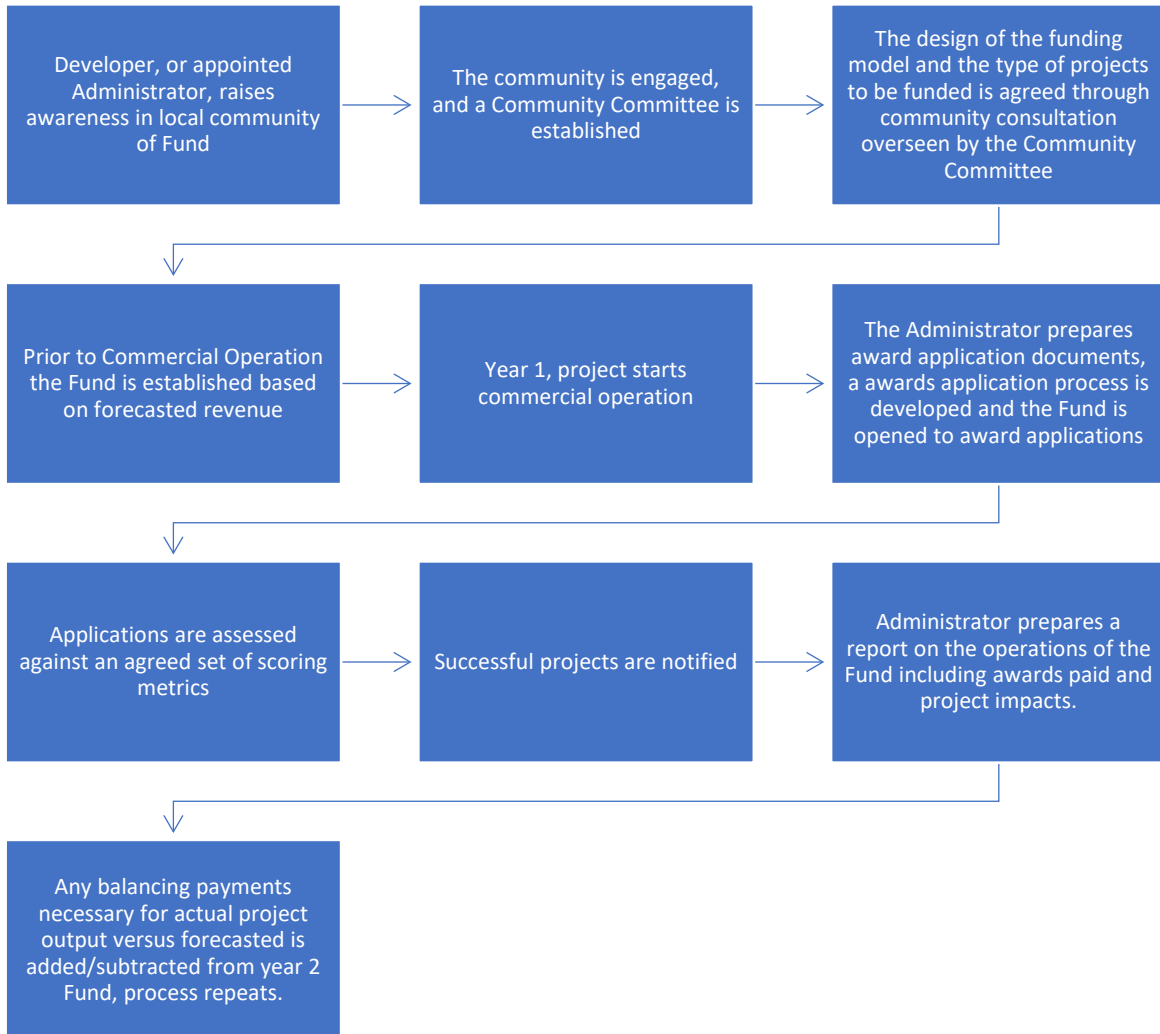 Developer, or appointed
Administrator, raises
awareness in local community
of Fund
The community is engaged,
and a Community Committee is
established
The design of the funding
model and the type of projects
to be funded is agreed through
community consultation
overseen by the Community
Committee
Prior to Commercial Operation
the Fund is established based
on forecasted revenue
Year 1, project starts
commercial operation
The Administrator prepares
award application documents,
a awards application process is
developed and the Fund is
opened to award applications
Applications are assessed
against an agreed set of scoring
metrics
Successful projects are notified
Administrator prepares a
report on the operations of the
Fund including awards paid and
project impacts.
Any balancing payments
necessary for actual project
output versus forecasted is
added/subtracted from year 2
Fund, process repeats.